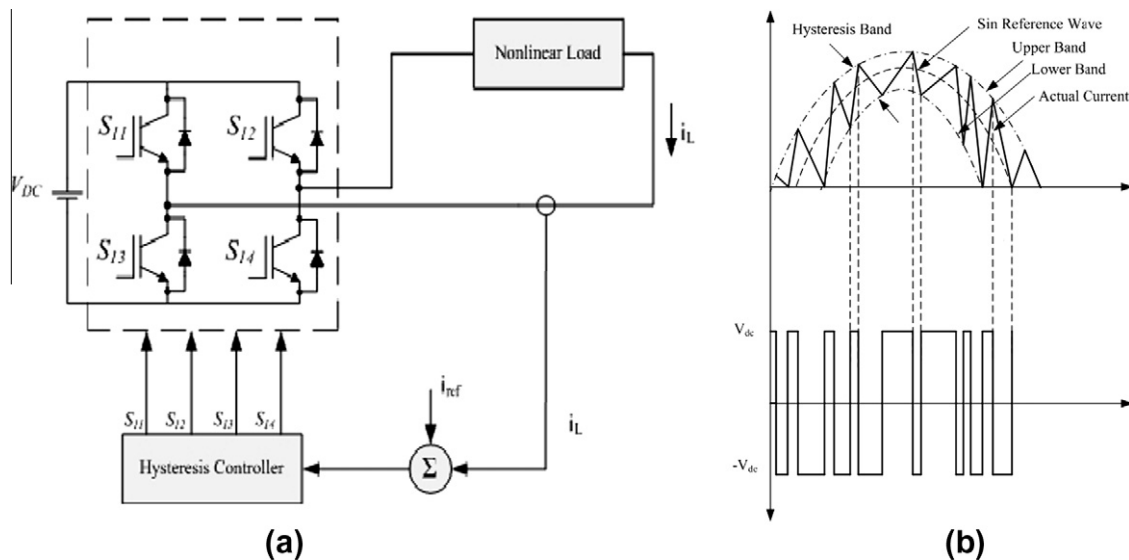 Nonlinear Load
S11
S12
iL
VDC
S13
S14
iref
S11 S12 S13 S14
iL
Hysteresis Controller
Σ
(a)
Sin Reference Wave
Hysteresis Band
Upper Band
Lower Band
Actual Current
Vdc
-Vdc
(b)